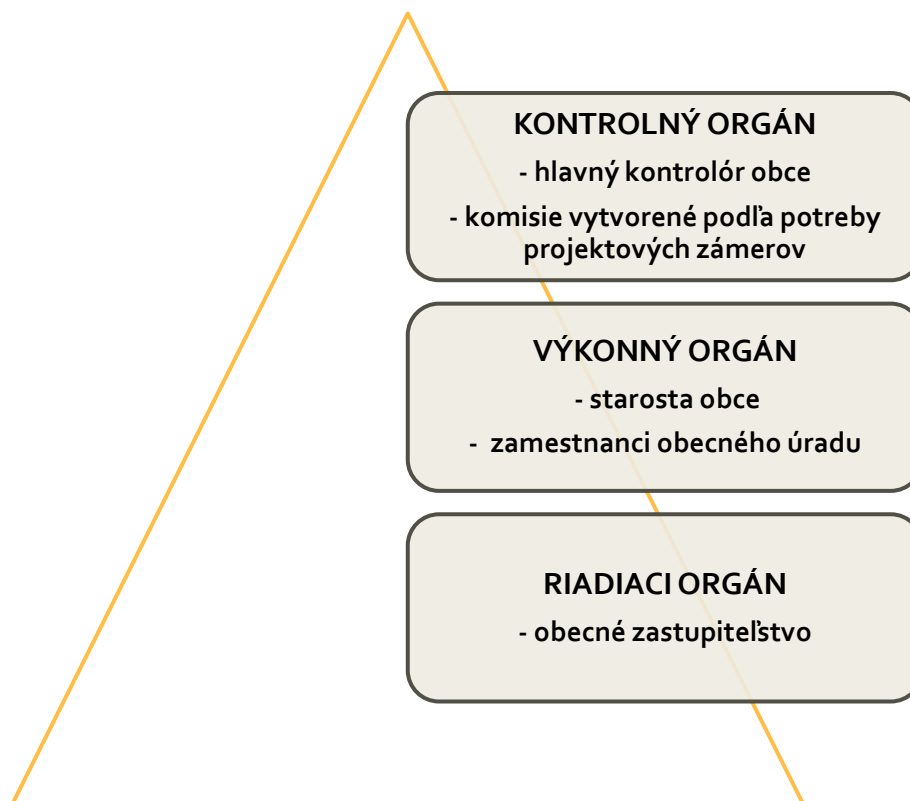 KONTROLNÝ ORGÁN
- hlavný kontrolór obce
- komisie vytvorené podľa potreby
projektových zámerov
VÝKONNÝ ORGÁN
- starosta obce
- zamestnanci obecného úradu
RIADIACI ORGÁN
- obecné zastupiteľstvo